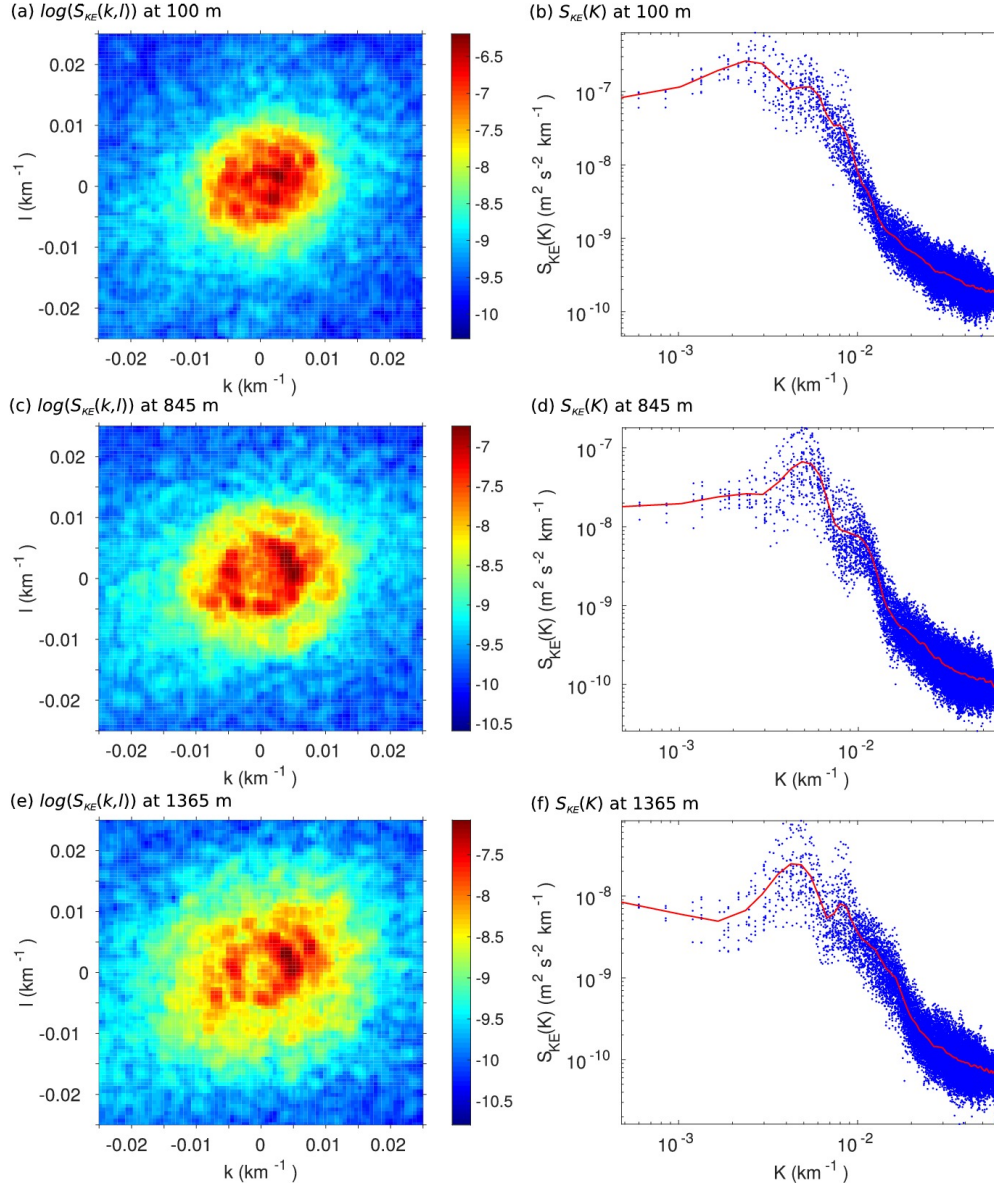 (a) log(S_KE(k,l)) at 100 m
(b) S_KE(K) at 100 m
0.02
0.01
0
-0.01
-0.02
l (km⁻¹)
-0.02 -0.01 0 0.01 0.02
k (km⁻¹)
-6.5
-7
-7.5
-8
-8.5
-9
-9.5
-10
10⁻⁷
10⁻⁸
10⁻⁹
10⁻¹⁰
S_KE(K) (m² s⁻² km⁻¹)
10⁻³ 10⁻²
K (km⁻¹)
(c) log(S_KE(k,l)) at 845 m
(d) S_KE(K) at 845 m
0.02
0.01
0
-0.01
-0.02
l (km⁻¹)
-0.02 -0.01 0 0.01 0.02
k (km⁻¹)
-7
-7.5
-8
-8.5
-9
-9.5
-10
-10.5
10⁻⁷
10⁻⁸
10⁻⁹
10⁻¹⁰
S_KE(K) (m² s⁻² km⁻¹)
10⁻³ 10⁻²
K (km⁻¹)
(e) log(S_KE(k,l)) at 1365 m
(f) S_KE(K) at 1365 m
0.02
0.01
0
-0.01
-0.02
l (km⁻¹)
-0.02 -0.01 0 0.01 0.02
k (km⁻¹)
-7.5
-8
-8.5
-9
-9.5
-10
-10.5
10⁻⁸
10⁻⁹
10⁻¹⁰
S_KE(K) (m² s⁻² km⁻¹)
10⁻³ 10⁻²
K (km⁻¹)